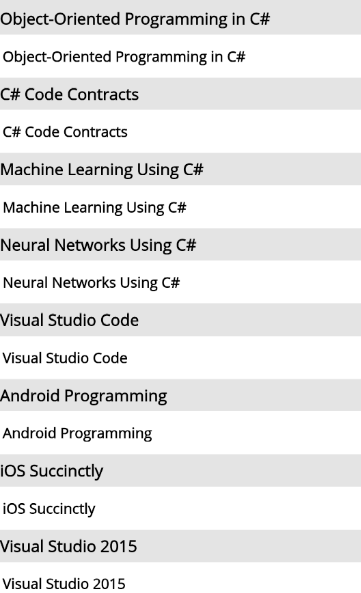 Object-Oriented Programming in C#
Object-Oriented Programming in C#
C# Code Contracts
C# Code Contracts
Machine Learning Using C#
Machine Learning Using C#
Neural Networks Using C#
Neural Networks Using C#
Visual Studio Code
Visual Studio Code
Android Programming
Android Programming
iOS Succinctly
iOS Succinctly
Visual Studio 2015
Visual Studio 2015